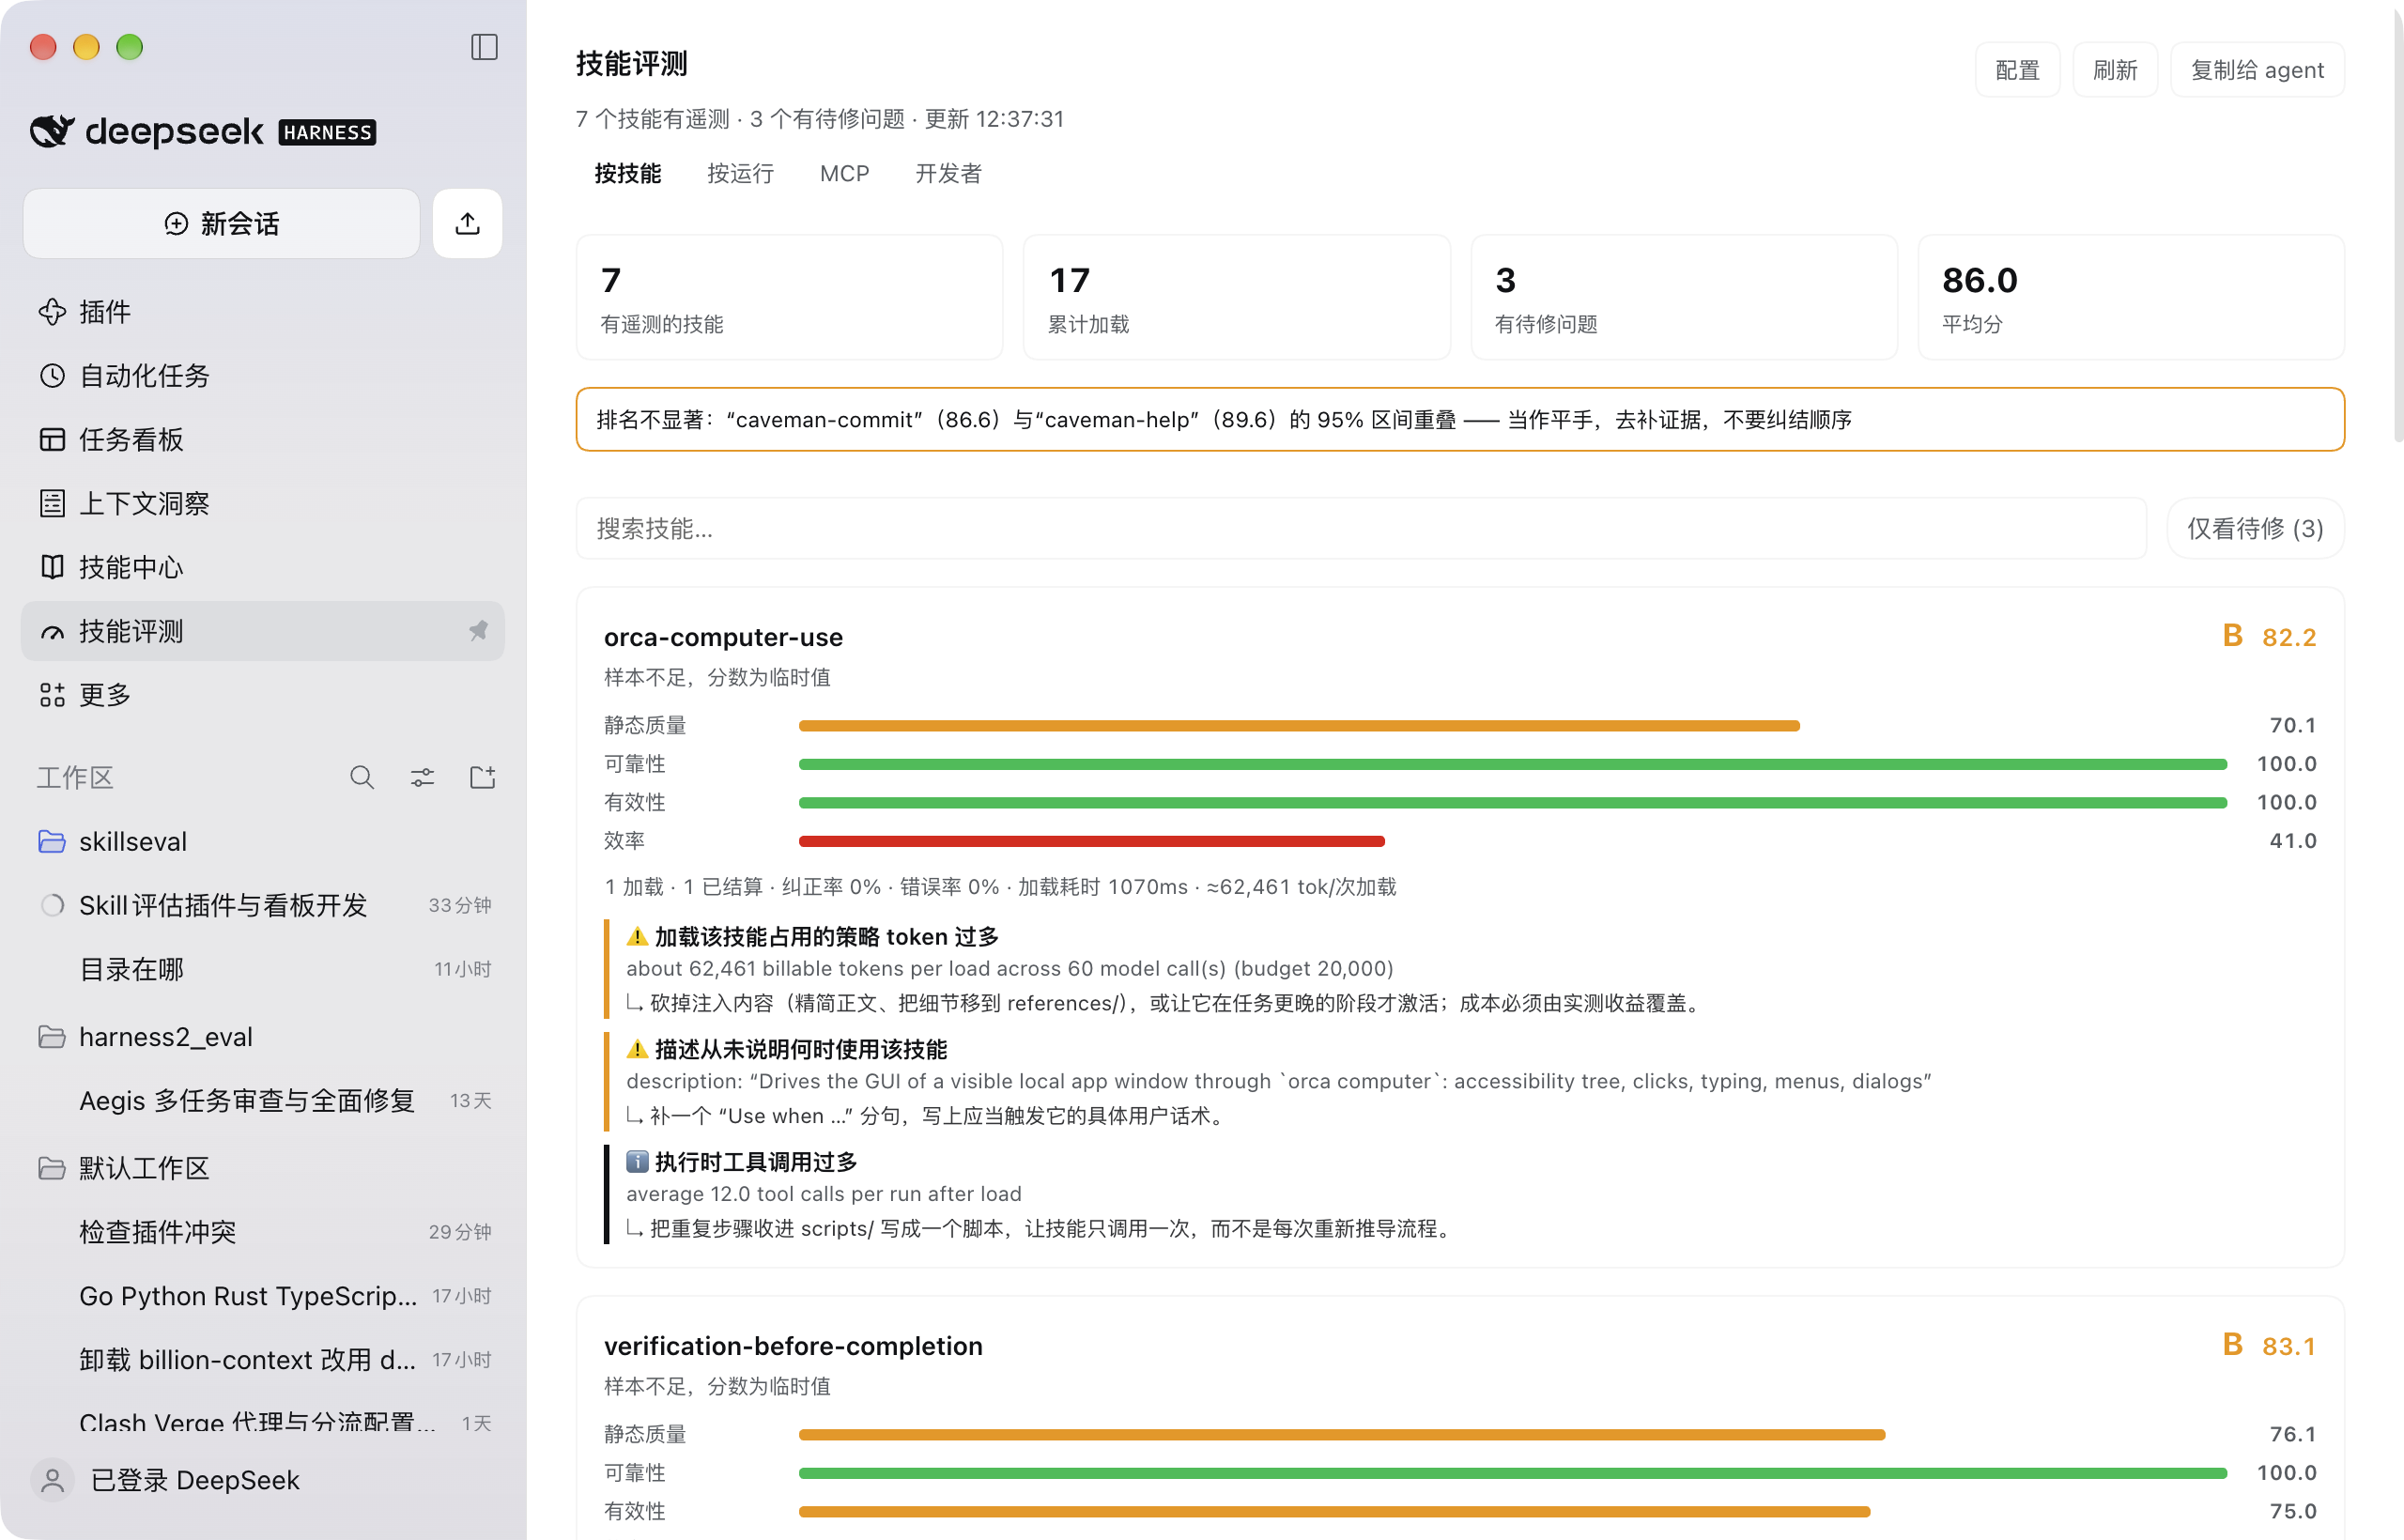 deepseek HARNESS
新会话
插件
自动化任务
任务看板
上下文洞察
技能中心
技能评测
更多
工作区
skillseval
Skill 评估插件与看板开发 33 分钟
目录在哪 11 小时
harness2_eval
Aegis 多任务审查与全面修复 13 天
默认工作区
检查插件冲突 29 分钟
Go Python Rust TypeScrip... 17 小时
卸载 billion-context 改用 d... 17 小时
Clash Verge 代理与分流配置... 1 天
已登录 DeepSeek
技能评测
配置 刷新 复制给 agent
7 个技能有遥测 · 3 个有待修问题 · 更新 12:37:31
按技能 按运行 MCP 开发者
7
有遥测的技能
17
累计加载
3
有待修问题
86.0
平均分
排名不显著：“caveman-commit”（86.6）与“caveman-help”（89.6）的 95% 区间重叠 —— 当作平手，去补证据，不要纠结顺序
搜索技能...
仅看待修 (3)
orca-computer-use B 82.2
样本不足，分数为临时值
静态质量 70.1
可靠性 100.0
有效性 100.0
效率 41.0
1 加载 · 1 已结算 · 纠正率 0% · 错误率 0% · 加载耗时 1070ms · ≈62,461 tok/次加载
⚠️ 加载该技能占用的策略 token 过多
about 62,461 billable tokens per load across 60 model call(s) (budget 20,000)
↳ 砍掉注入内容（精简正文、把细节移到 references/），或让它在任务更晚的阶段才激活；成本必须由实测收益覆盖。
⚠️ 描述从未说明何时使用该技能
description: “Drives the GUI of a visible local app window through `orca computer`: accessibility tree, clicks, typing, menus, dialogs”
↳ 补一个 “Use when ...” 分句，写上应当触发它的具体用户话术。
ℹ️ 执行时工具调用过多
average 12.0 tool calls per run after load
↳ 把重复步骤收进 scripts/ 写成一个脚本，让技能只调用一次，而不是每次重新推导流程。
verification-before-completion B 83.1
样本不足，分数为临时值
静态质量 76.1
可靠性 100.0
有效性 75.0